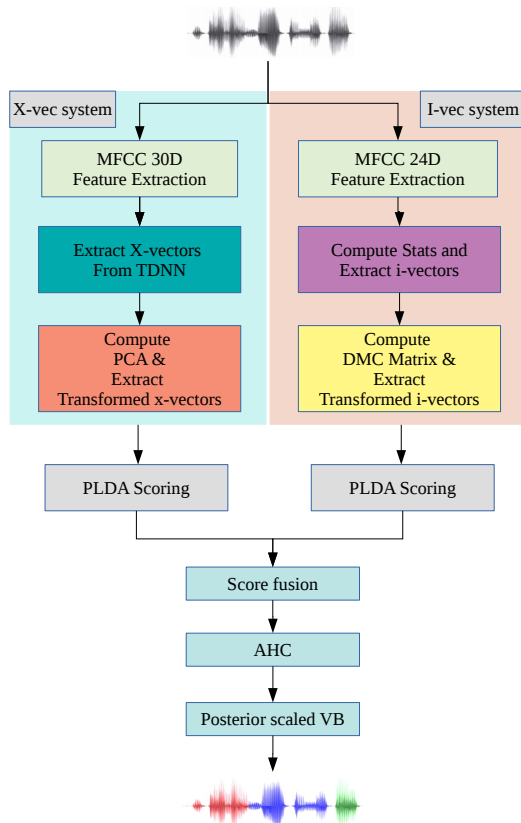 X-vec system
I-vec system
MFCC 30D
Feature Extraction
MFCC 24D
Feature Extraction
Extract X-vectors
From TDNN
Compute Stats and
Extract i-vectors
Compute
PCA &
Extract
Transformed x-vectors
Compute
DMC Matrix &
Extract
Transformed i-vectors
PLDA Scoring
PLDA Scoring
Score fusion
AHC
Posterior scaled VB